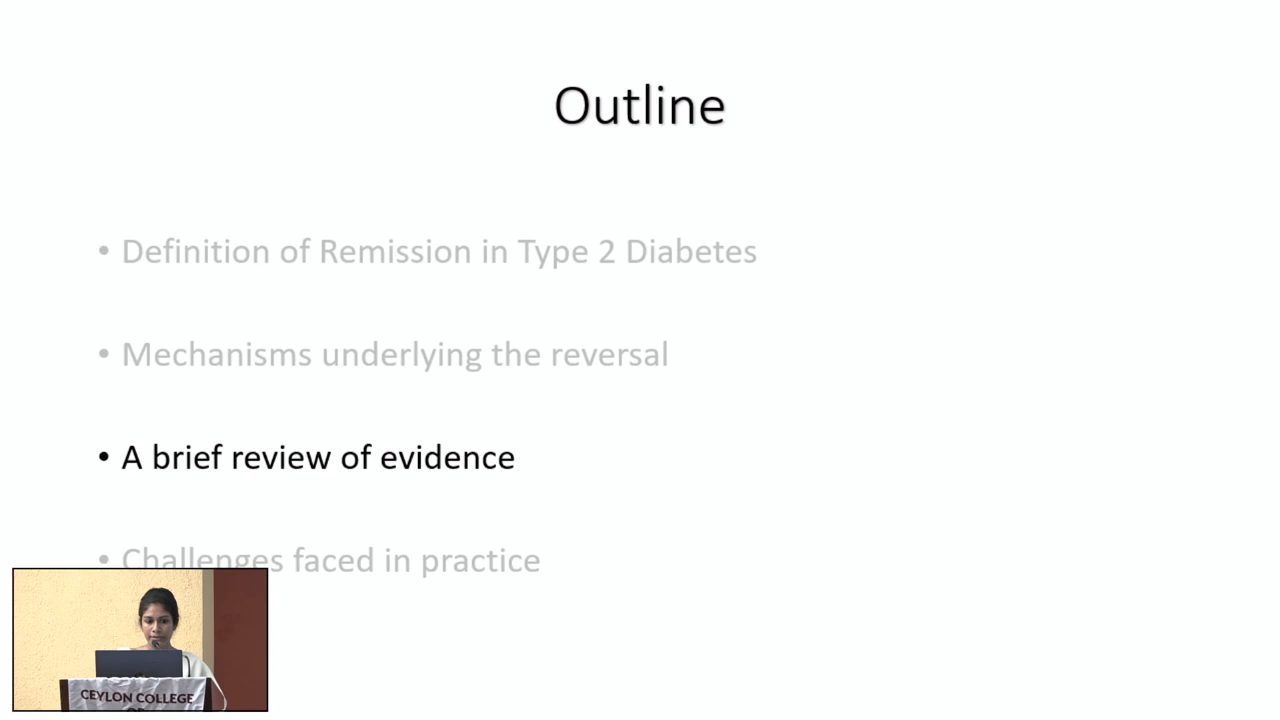 Outline
• Definition of Remission in Type 2 Diabetes
• Mechanisms underlying the reversal
• A brief review of evidence
• Challenges faced in practice
CEYLON COLLEGE
OF